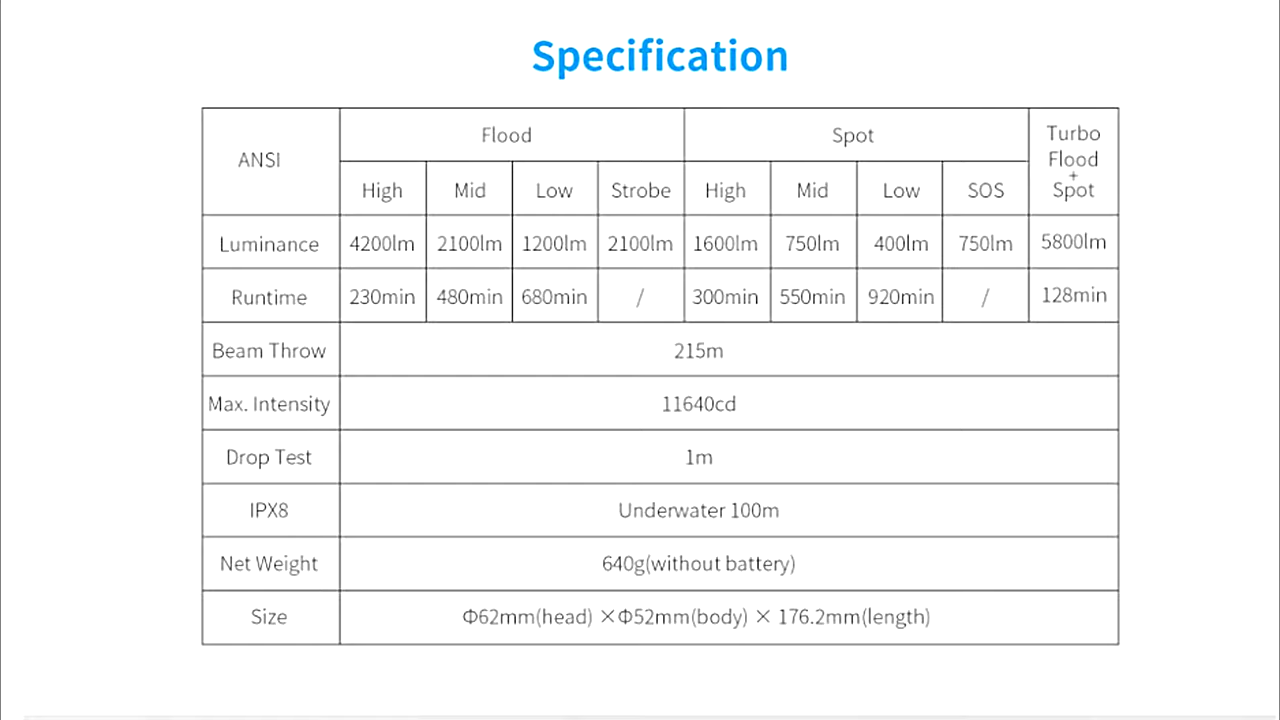 Specification
ANSI
Flood
Spot
Turbo
Flood
+
Spot
High Mid Low Strobe High Mid Low SOS
Luminance 4200lm 2100lm 1200lm 2100lm 1600lm 750lm 400lm 750lm 5800lm
Runtime 230min 480min 680min / 300min 550min 920min / 128min
Beam Throw 215m
Max. Intensity 11640cd
Drop Test 1m
IPX8 Underwater 100m
Net Weight 640g(without battery)
Size Φ62mm(head) ×Φ52mm(body) × 176.2mm(length)